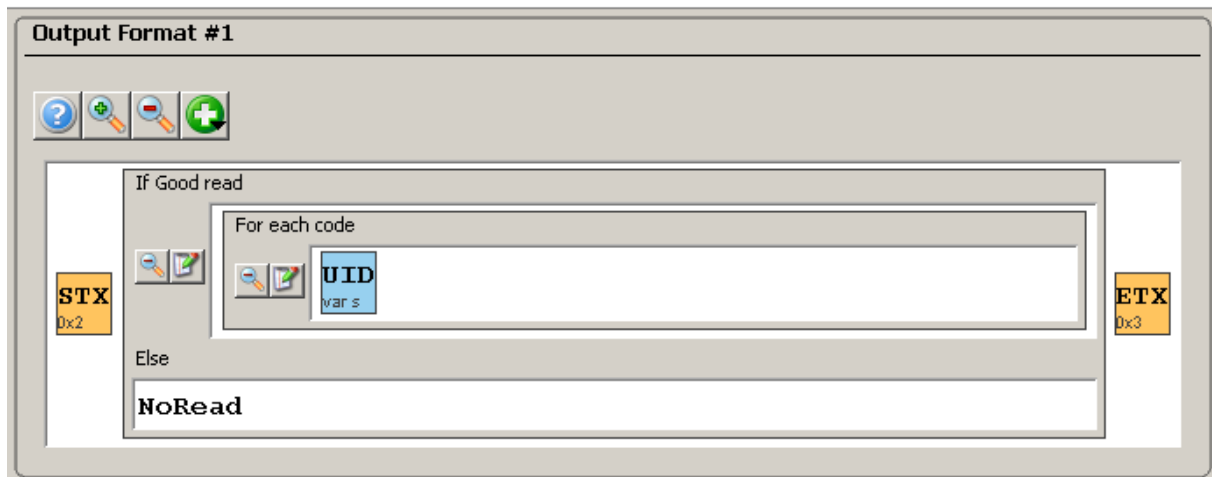 Output Format #1
If Good read
For each code
UID
var s
STX
0x2
ETX
0x3
Else
NoRead